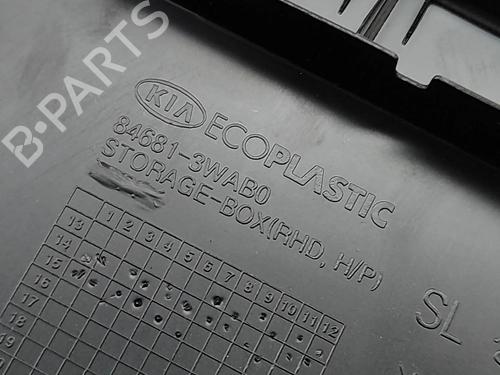 B-PARTS
KIA ECOPLASTIC
84681-3WAB0
STORAGE-BOX(RHD, H/P)
SL
1 2 3 4 5 6 7 8 9 10 11 12
13
14
15
16
17
18
19